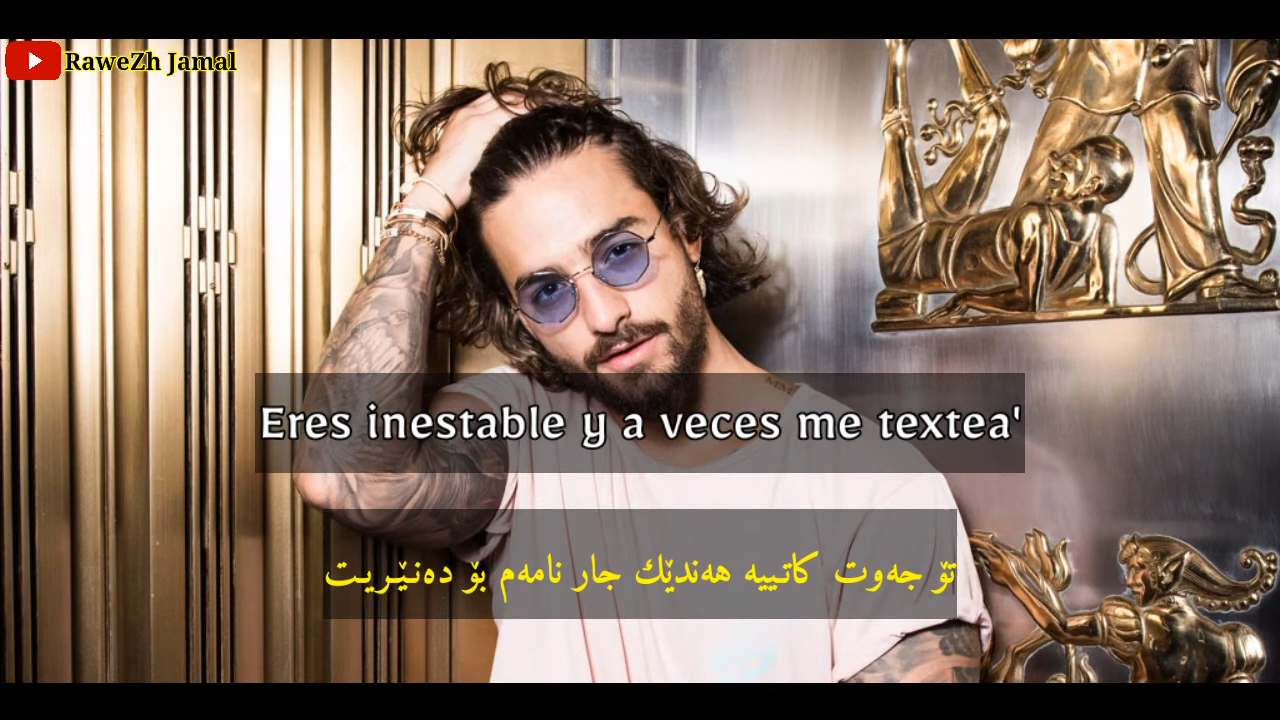 RaweZh Jamal
Eres inestable y a veces me textea'
تۆ جەوت کاتییە هەندێك جار نامەم بۆ دەنێریت